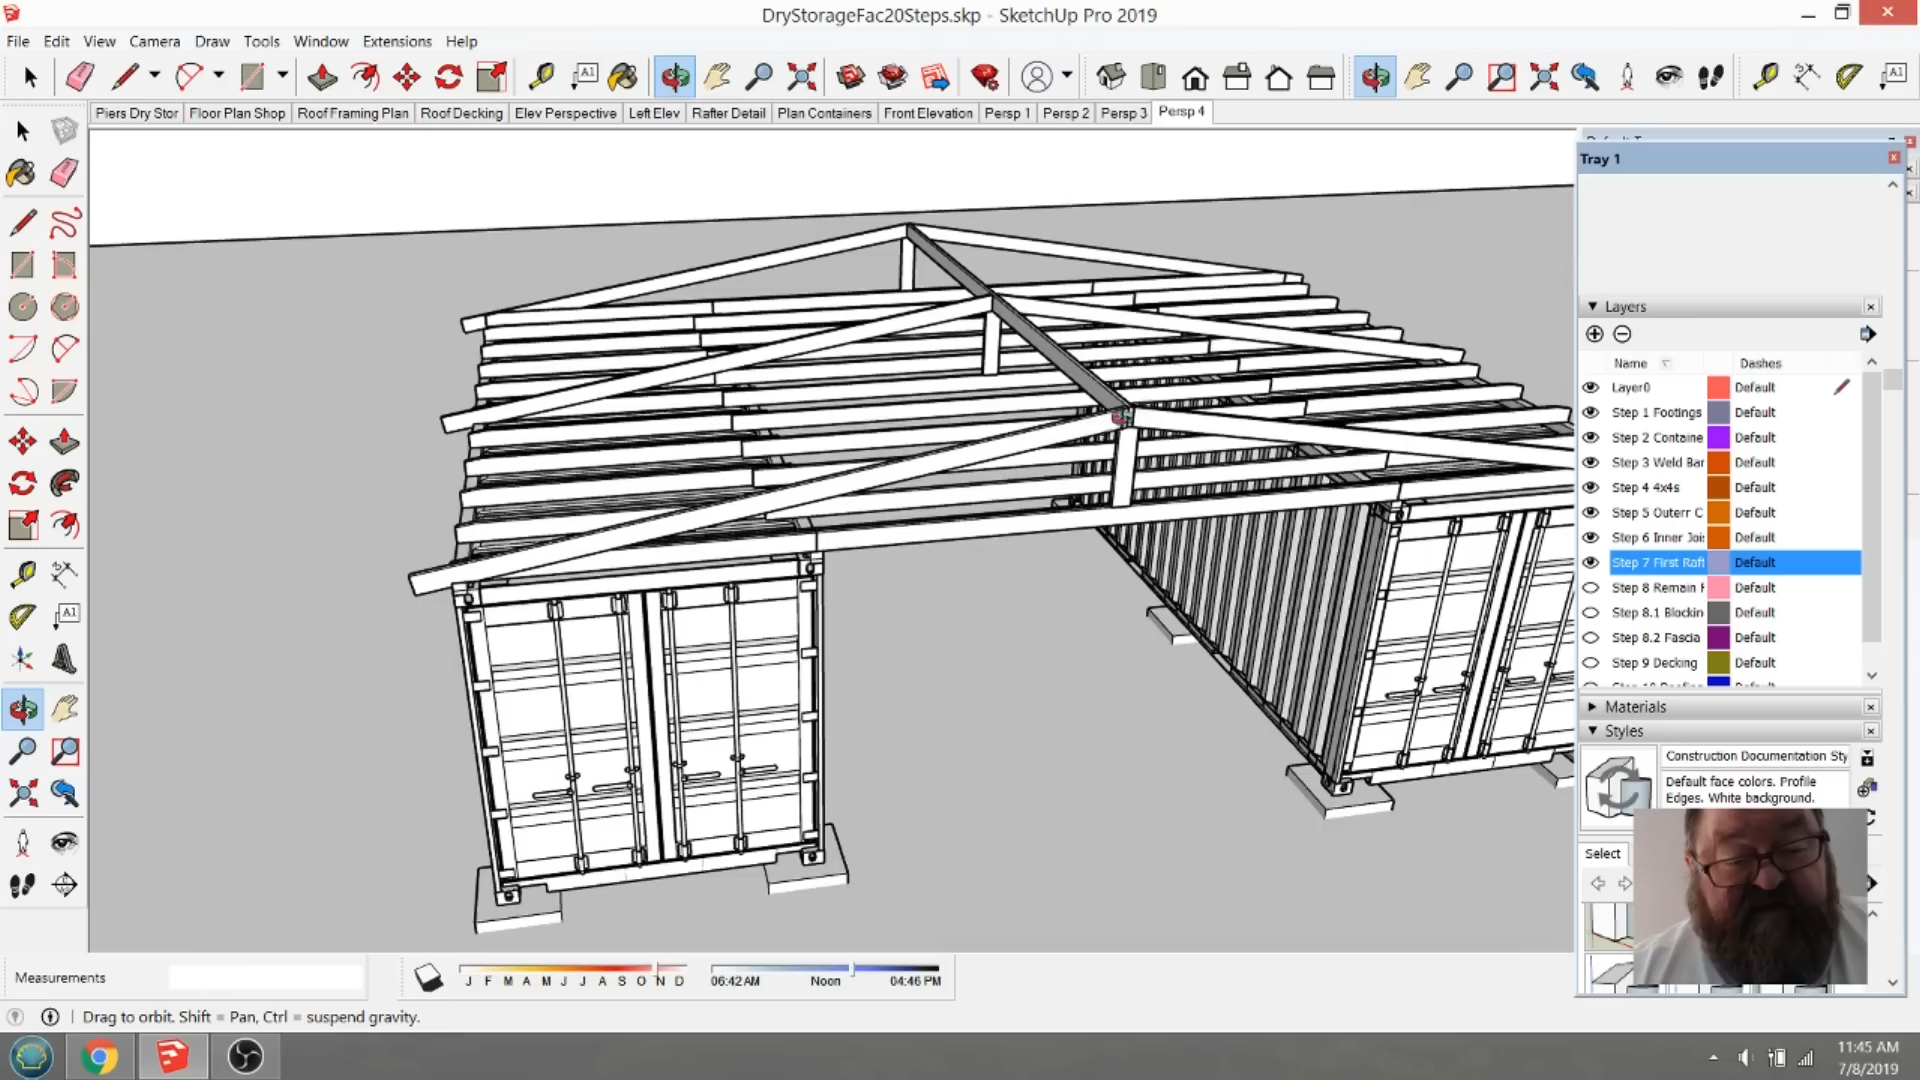 DryStorageFac20Steps.skp - SketchUp Pro 2019
File Edit View Camera Draw Tools Window Extensions Help
A1
A1
Piers Dry Stor Floor Plan Shop Roof Framing Plan Roof Decking Elev Perspective Left Elev Rafter Detail Plan Containers Front Elevation Persp 1 Persp 2 Persp 3 Persp 4
Tray 1
Layers
Name Dashes
Layer0 Default
Step 1 Footings Default
Step 2 Containe Default
Step 3 Weld Bar Default
Step 4 4x4s Default
Step 5 Outerr C Default
Step 6 Inner Joi Default
Step 7 First Raft Default
Step 8 Remain Default
Step 8.1 Blockin Default
Step 8.2 Fascia Default
Step 9 Decking Default
A1
Materials
Styles
Construction Documentation Sty
Default face colors. Profile
Edges. White background.
Select
Measurements
J F M A M J J A S O N D
06:42 AM Noon 04:46 PM
Drag to orbit. Shift = Pan, Ctrl = suspend gravity.
11:45 AM
7/8/2019